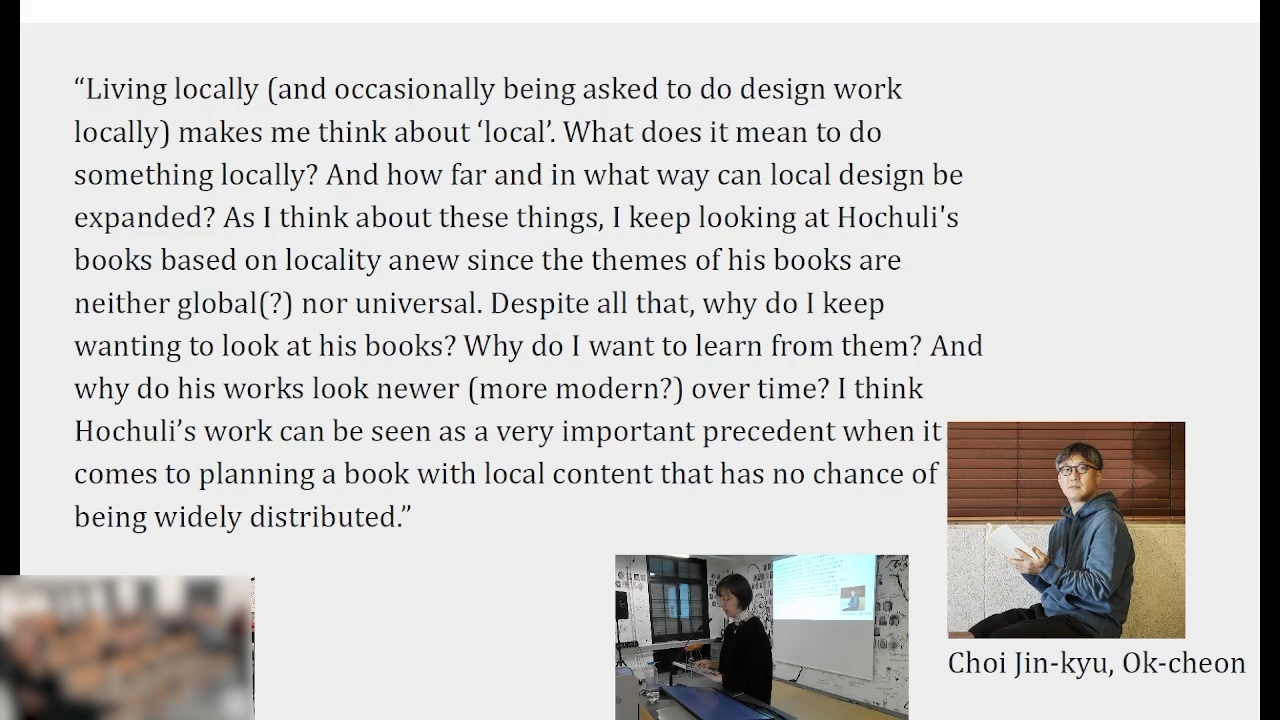 “Living locally (and occasionally being asked to do design work
locally) makes me think about ‘local’. What does it mean to do
something locally? And how far and in what way can local design be
expanded? As I think about these things, I keep looking at Hochuli's
books based on locality anew since the themes of his books are
neither global(?) nor universal. Despite all that, why do I keep
wanting to look at his books? Why do I want to learn from them? And
why do his works look newer (more modern?) over time? I think
Hochuli’s work can be seen as a very important precedent when it
comes to planning a book with local content that has no chance of
being widely distributed.”
Choi Jin-kyu, Ok-cheon